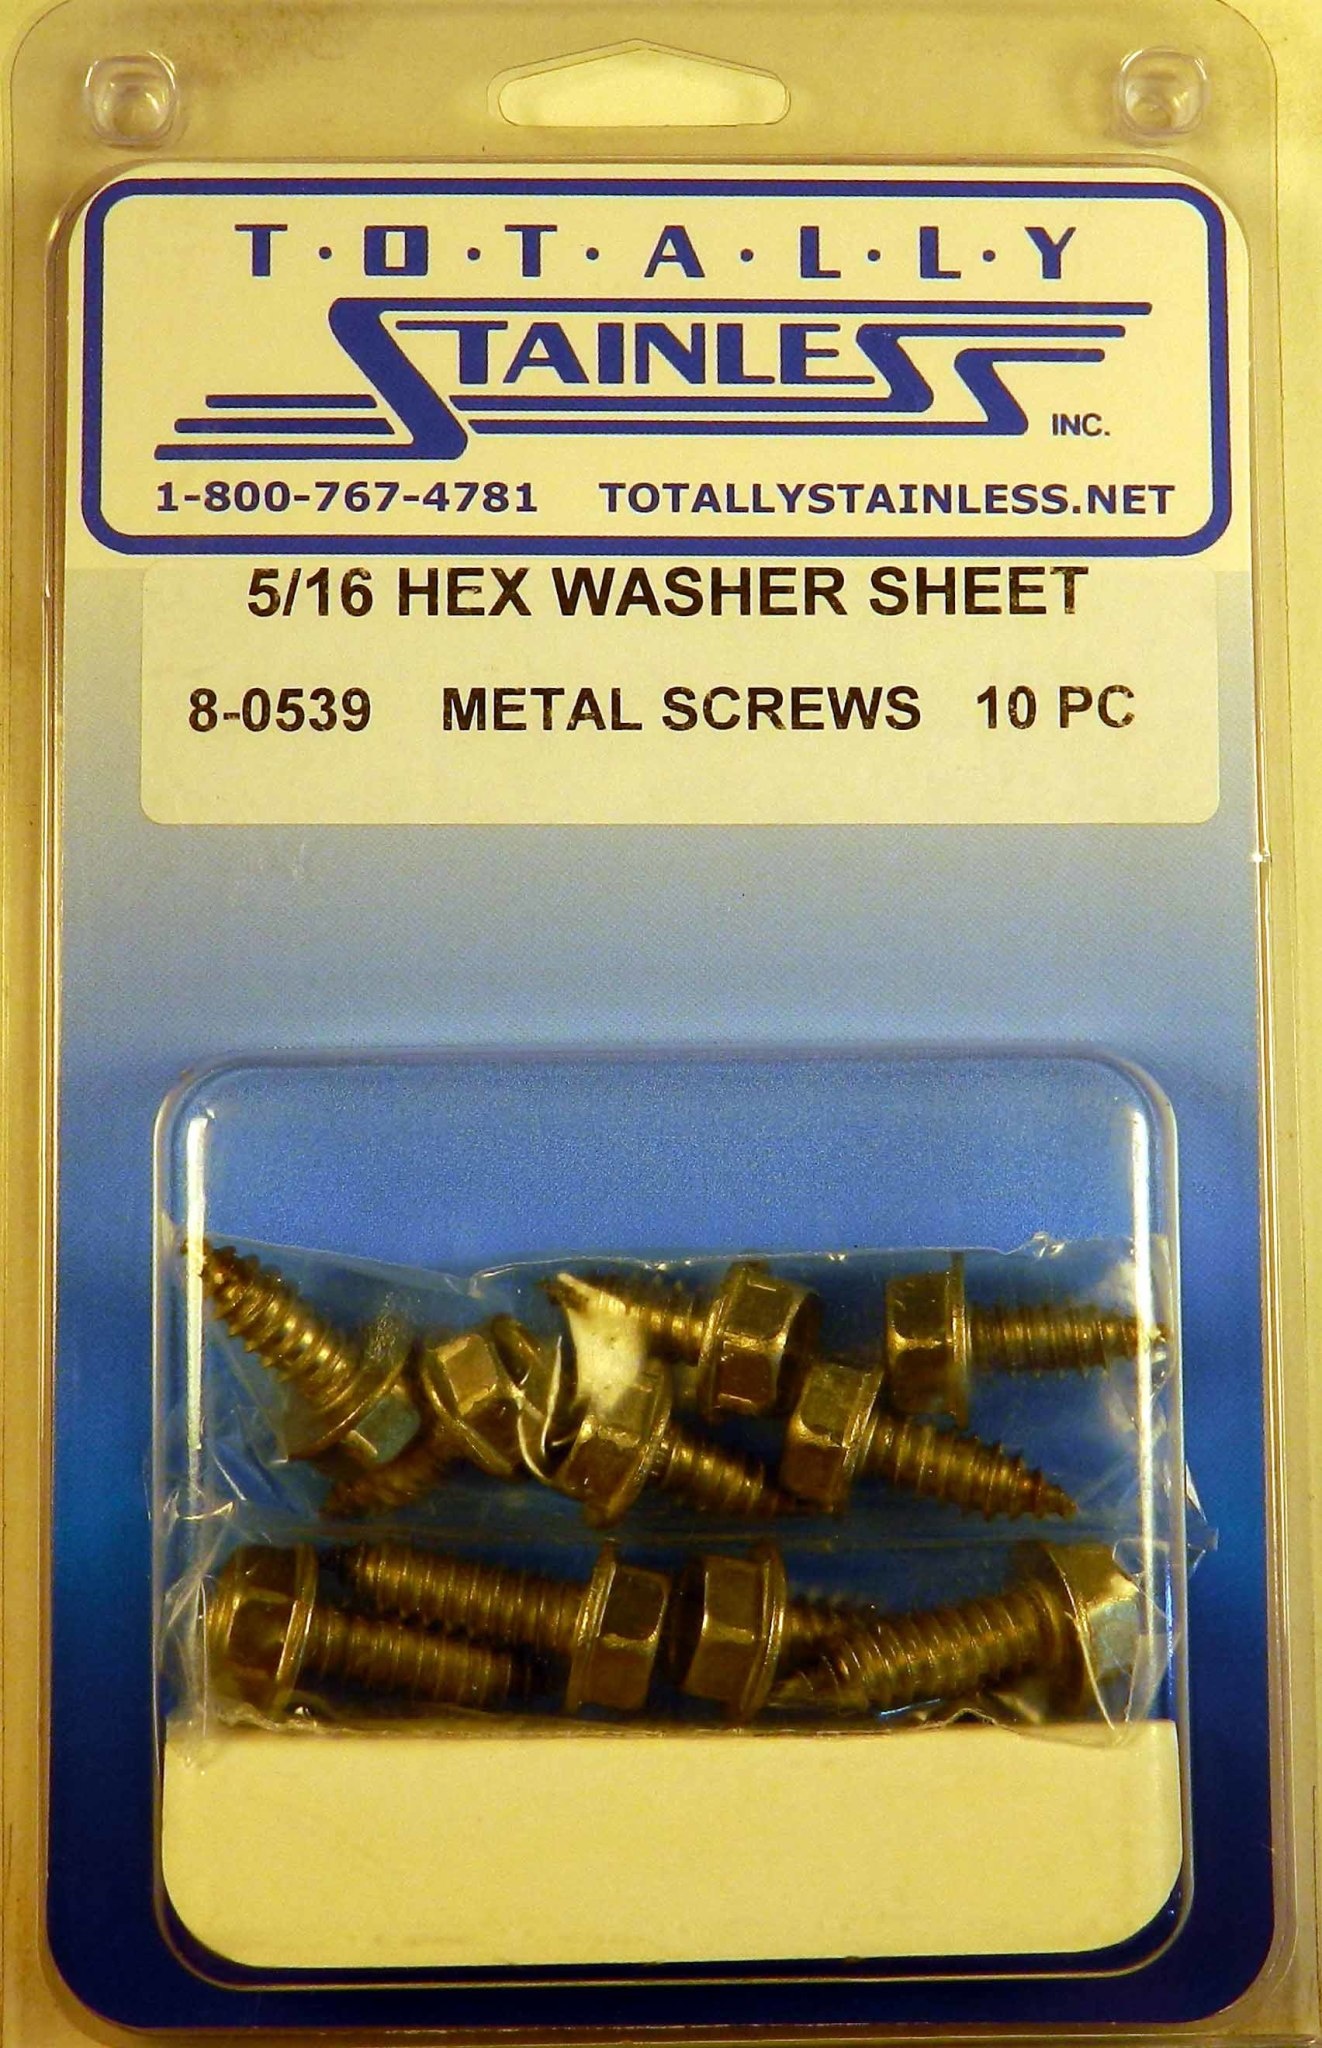 T·O·T·A·L·L·Y
STAINLESS
INC.
1-800-767-4781 TOTALLYSTAINLESS.NET
5/16 HEX WASHER SHEET
8-0539 METAL SCREWS 10 PC